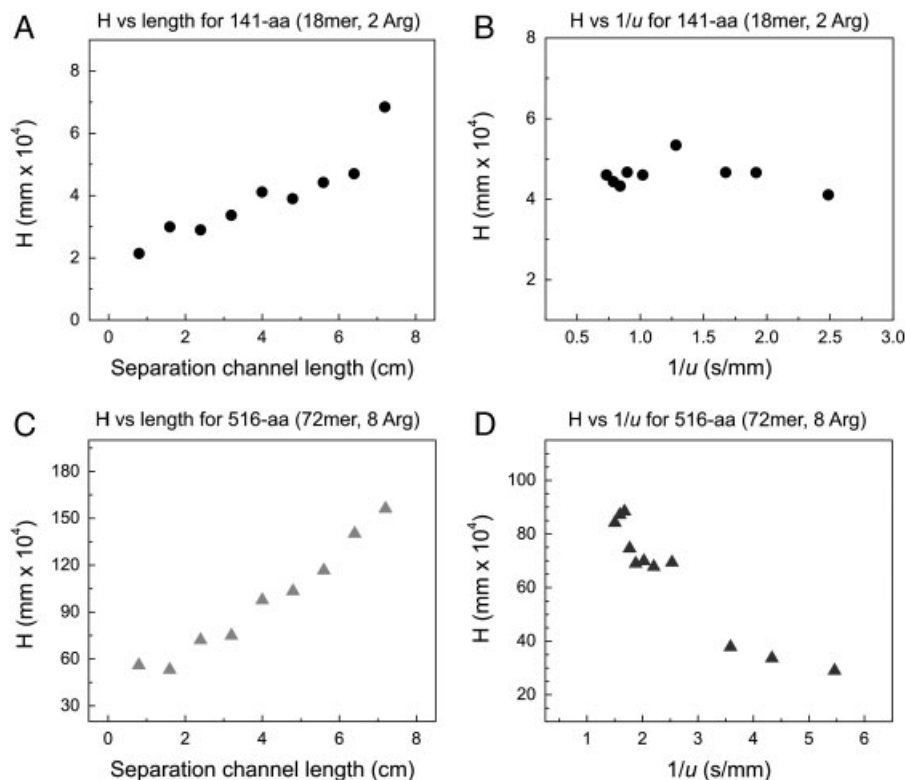 A
H vs length for 141-aa (18mer, 2 Arg)
H (mm x 10⁴)
8
6
4
2
0
0 2 4 6 8
Separation channel length (cm)
B
H vs 1/u for 141-aa (18mer, 2 Arg)
H (mm x 10⁴)
8
6
4
2
0.5 1.0 1.5 2.0 2.5 3.0
1/u (s/mm)
C
H vs length for 516-aa (72mer, 8 Arg)
H (mm x 10⁴)
180
150
120
90
60
30
0 2 4 6 8
Separation channel length (cm)
D
H vs 1/u for 516-aa (72mer, 8 Arg)
H (mm x 10⁴)
100
80
60
40
20
1 2 3 4 5 6
1/u (s/mm)